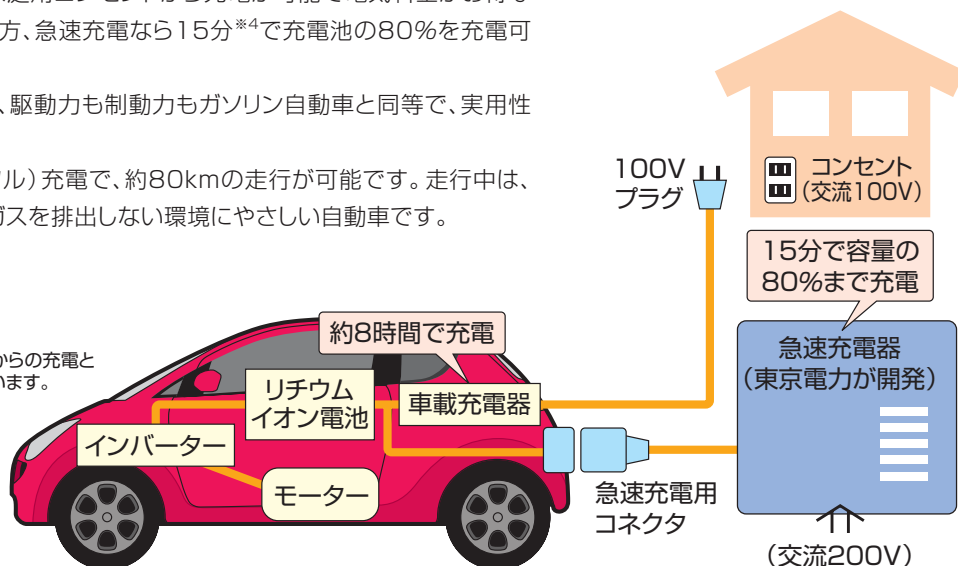 方、急速充電なら15分※4で充電池の80%を充電可
、駆動力も制動力もガソリン自動車と同等で、実用性
ル)充電で、約80kmの走行が可能です。走行中は、
ガスを排出しない環境にやさしい自動車です。
からの充電と
います。
100V
プラグ
コンセント
(交流100V)
15分で容量の
80%まで充電
約8時間で充電
急速充電器
(東京電力が開発)
リチウム
イオン電池
車載充電器
インバーター
モーター
急速充電用
コネクタ
(交流200V)